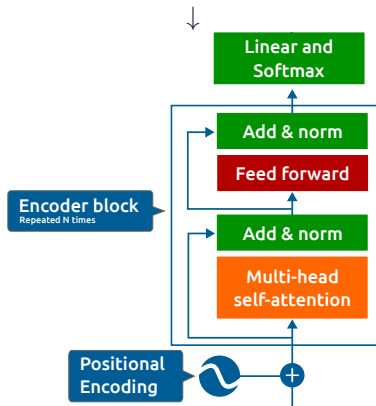 Linear and
Softmax
Add & norm
Feed forward
Encoder block
Repeated N times
Add & norm
Multi-head
self-attention
Positional
Encoding